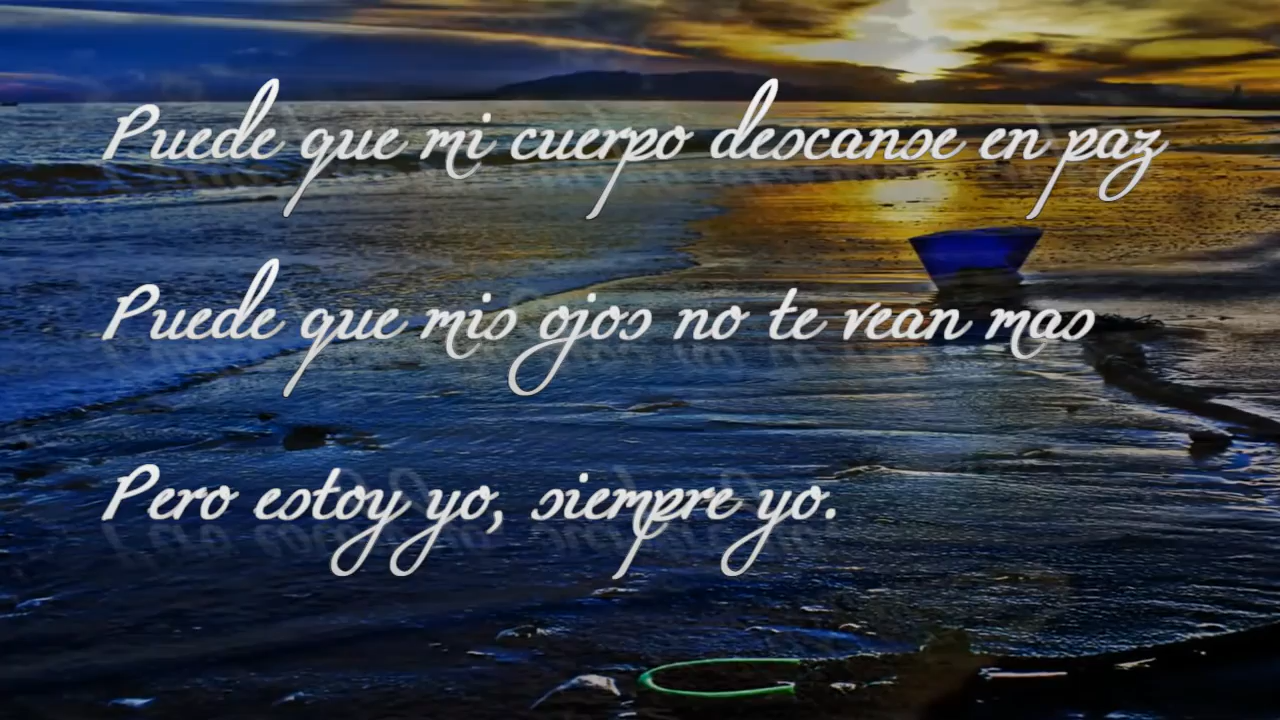 Puede que mi cuerpo descanse en paz
Puede que mis ojos no te vean mas
Pero estoy yo, siempre yo.